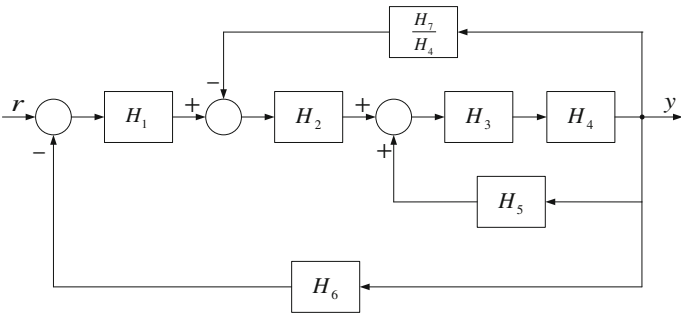 H₇
H₄
−
r
H₁
+
H₂
+
H₃
H₄
y
−
+
H₅
H₆